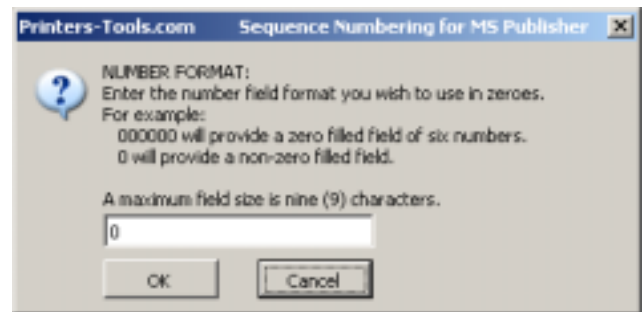 Printers-Tools.com Sequence Numbering for MS Publisher
NUMBER FORMAT:
Enter the number field format you wish to use in zeroes.
For example:
000000 will provide a zero filled field of six numbers.
0 will provide a non-zero filled field.
A maximum field size is nine (9) characters.
0
OK Cancel